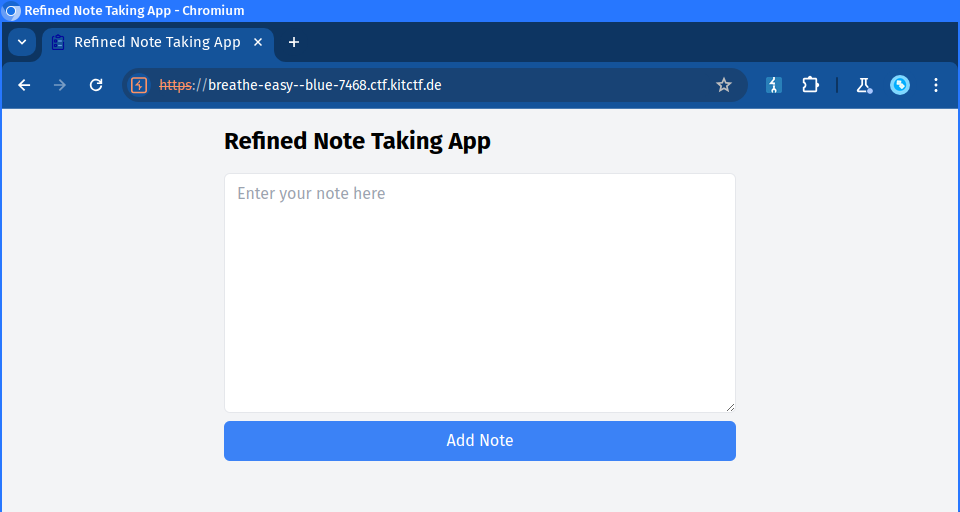 Refined Note Taking App - Chromium
Refined Note Taking App
https://breathe-easy--blue-7468.ctf.kitctf.de
Refined Note Taking App
Enter your note here
Add Note